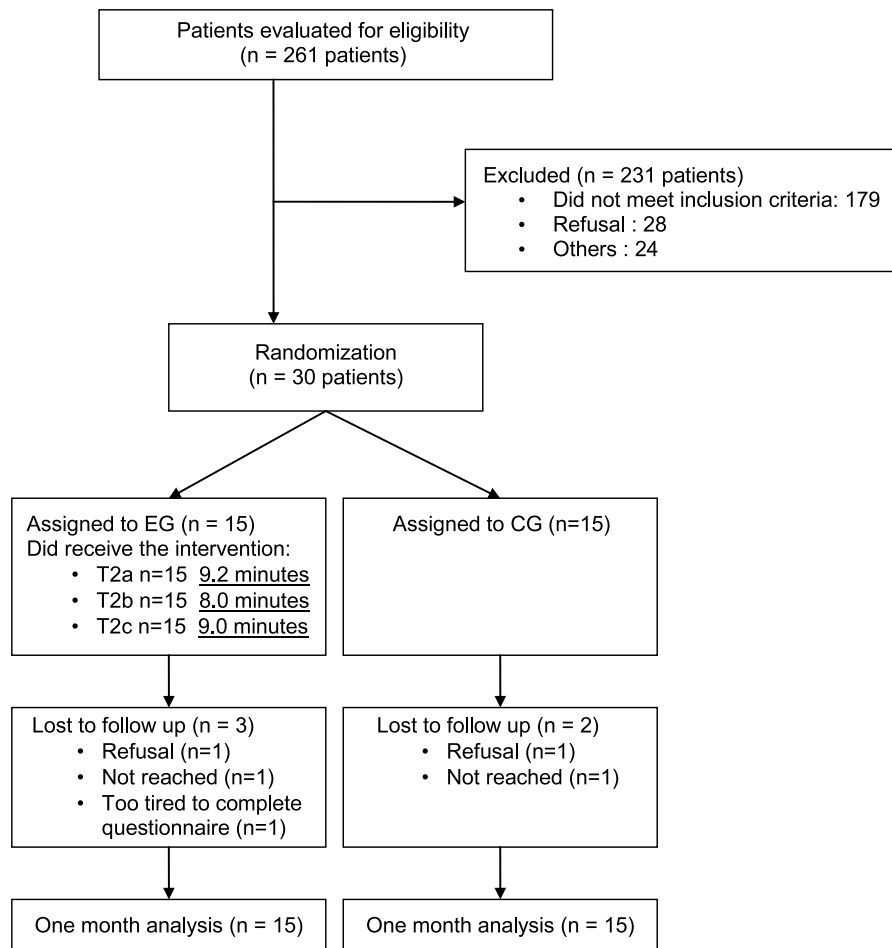 Patients evaluated for eligibility
(n = 261 patients)
Excluded (n = 231 patients)
• Did not meet inclusion criteria: 179
• Refusal : 28
• Others : 24
Randomization
(n = 30 patients)
Assigned to EG (n = 15)
Did receive the intervention:
• T2a n=15 9.2 minutes
• T2b n=15 8.0 minutes
• T2c n=15 9.0 minutes
Assigned to CG (n=15)
Lost to follow up (n = 3)
• Refusal (n=1)
• Not reached (n=1)
• Too tired to complete
questionnaire (n=1)
Lost to follow up (n = 2)
• Refusal (n=1)
• Not reached (n=1)
One month analysis (n = 15)
One month analysis (n = 15)